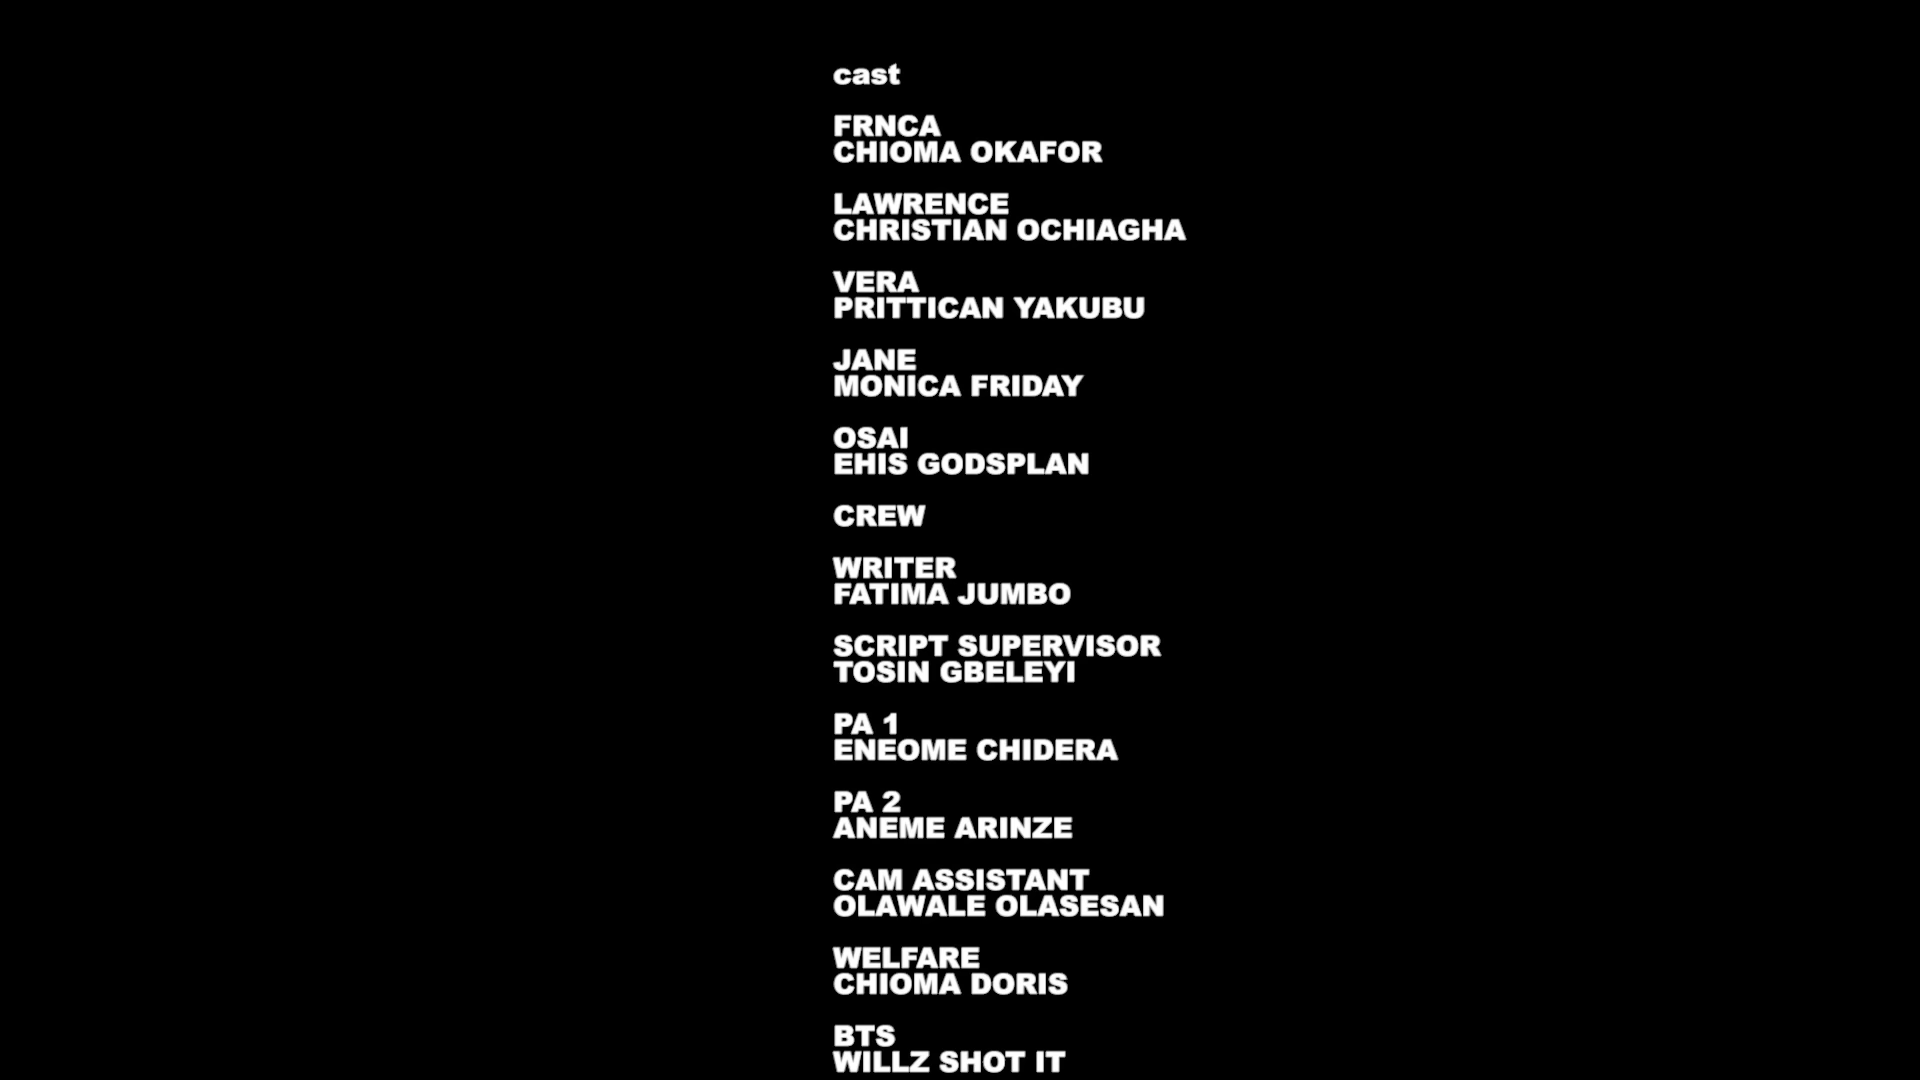 cast
FRNCA
CHIOMA OKAFOR
LAWRENCE
CHRISTIAN OCHIAGHA
VERA
PRITTICAN YAKUBU
JANE
MONICA FRIDAY
OSAI
EHIS GODSPLAN
CREW
WRITER
FATIMA JUMBO
SCRIPT SUPERVISOR
TOSIN GBELEYI
PA 1
ENEOME CHIDERA
PA 2
ANEME ARINZE
CAM ASSISTANT
OLAWALE OLASESAN
WELFARE
CHIOMA DORIS
BTS
WILLZ SHOT IT